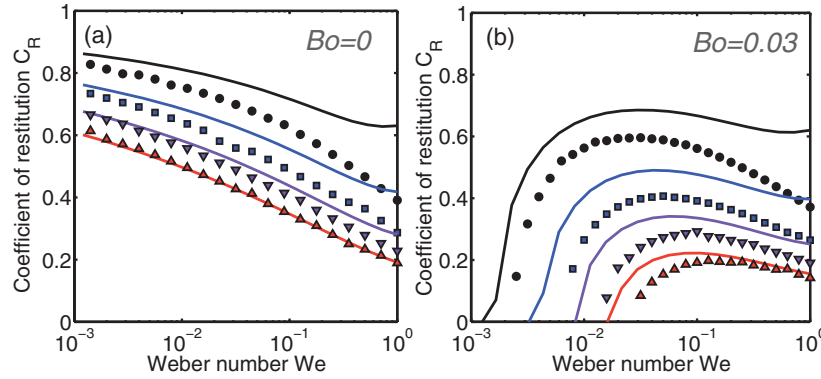 (a)
Bo=0
Coefficient of restitution C_R
1
0.8
0.6
0.4
0.2
0
10^-3
10^-2
10^-1
10^0
Weber number We
(b)
Bo=0.03
Coefficient of restitution C_R
1
0.8
0.6
0.4
0.2
0
10^-3
10^-2
10^-1
10^0
Weber number We